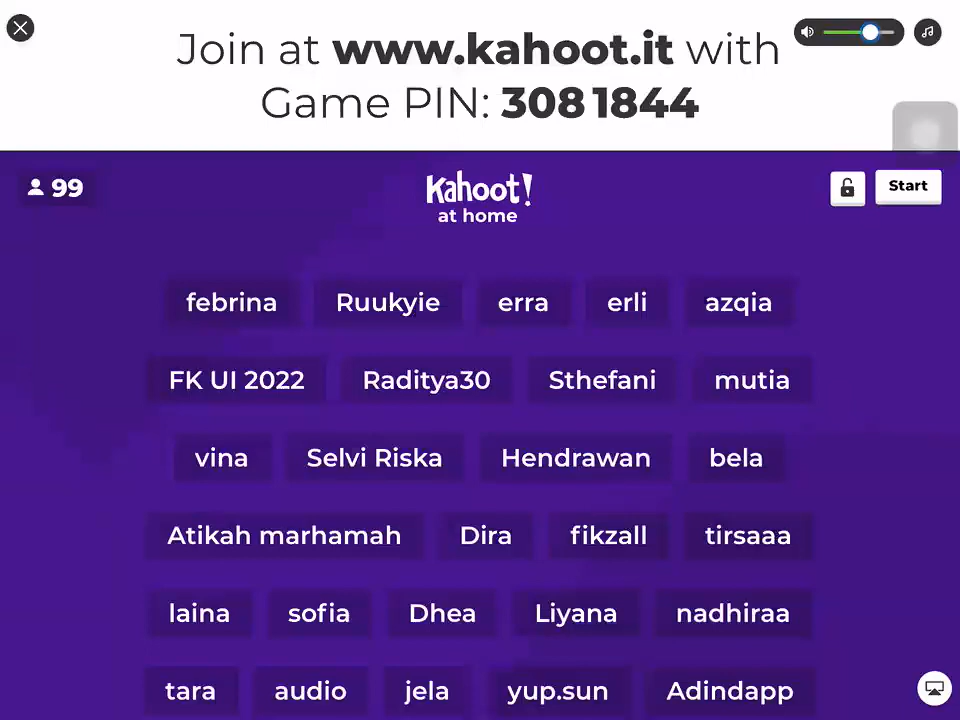 Join at www.kahoot.it with
Game PIN: 308 1844
99
Kahoot!
at home
Start
febrina Ruukyie erra erli azqia
FK UI 2022 Raditya30 Sthefani mutia
vina Selvi Riska Hendrawan bela
Atikah marhamah Dira fikzall tirsaaa
laina sofia Dhea Liyana nadhiraa
tara audio jela yup.sun Adindapp